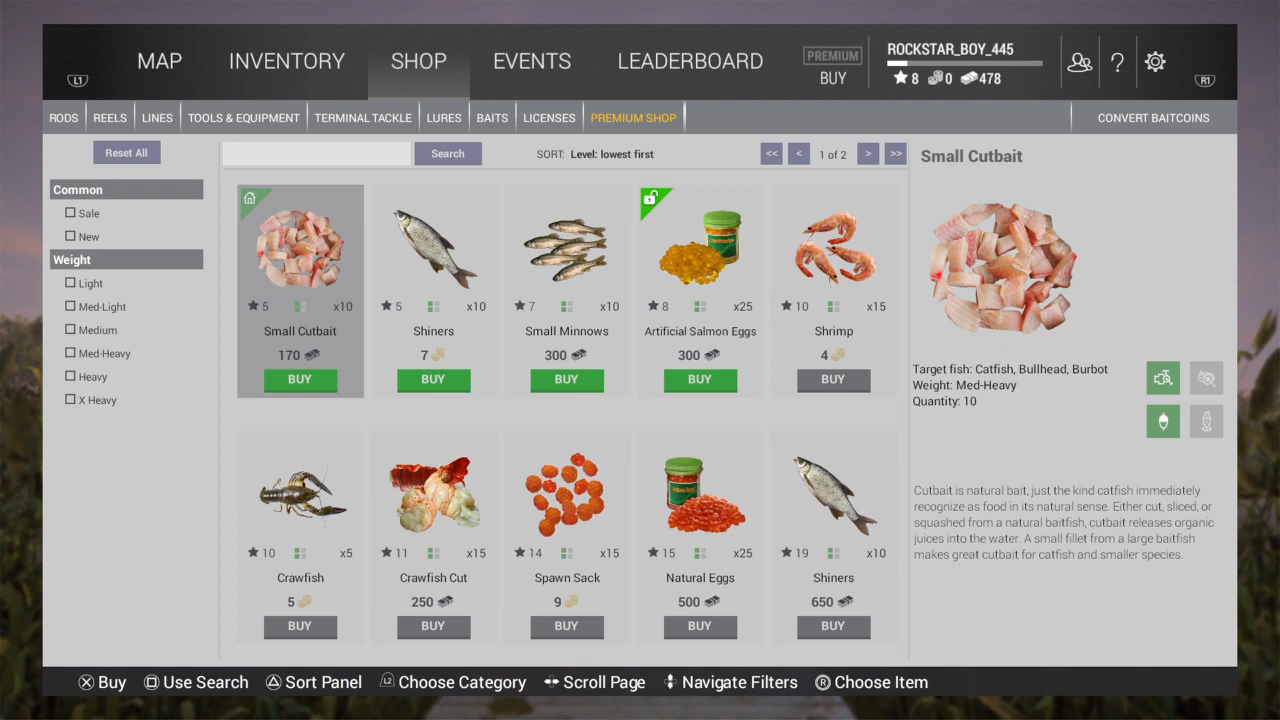 MAP
INVENTORY
SHOP
EVENTS
LEADERBOARD
PREMIUM
BUY
ROCKSTAR_BOY_445
8 0 478
?
L1
R1
RODS
REELS
LINES
TOOLS & EQUIPMENT
TERMINAL TACKLE
LURES
BAITS
LICENSES
PREMIUM SHOP
CONVERT BAITCOINS
Reset All
Search
SORT: Level: lowest first
<< < 1 of 2 > >>
Common
Sale
New
Weight
Light
Med-Light
Medium
Med-Heavy
Heavy
X Heavy
5 x10
Small Cutbait
170
BUY
5 x10
Shiners
7
BUY
7 x10
Small Minnows
300
BUY
8 x25
Artificial Salmon Eggs
300
BUY
10 x15
Shrimp
4
BUY
10 x5
Crawfish
5
BUY
11 x15
Crawfish Cut
250
BUY
14 x15
Spawn Sack
9
BUY
15 x25
Natural Eggs
500
BUY
19 x10
Shiners
650
BUY
Small Cutbait
Target fish: Catfish, Bullhead, Burbot
Weight: Med-Heavy
Quantity: 10
Cutbait is natural bait, just the kind catfish immediately
recognize as food in its natural sense. Either cut, sliced, or
squashed from a natural baitfish, cutbait releases organic
juices into the water. A small fillet from a large baitfish
makes great cutbait for catfish and smaller species.
Buy
Use Search
Sort Panel
L2 Choose Category
Scroll Page
Navigate Filters
R Choose Item